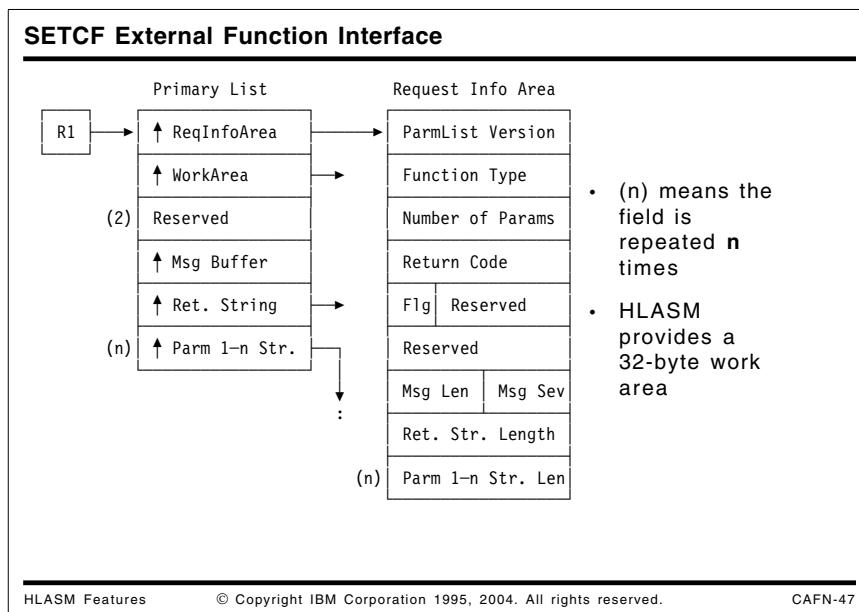 SETCF External Function Interface
Primary List
R1
↑ ReqInfoArea
↑ WorkArea
(2) Reserved
↑ Msg Buffer
↑ Ret. String
(n) ↑ Parm 1–n Str.
:
Request Info Area
ParmList Version
Function Type
Number of Params
Return Code
Flg Reserved
Reserved
Msg Len Msg Sev
Ret. Str. Length
(n) Parm 1–n Str. Len
• (n) means the
field is
repeated n
times
• HLASM
provides a
32-byte work
area
HLASM Features © Copyright IBM Corporation 1995, 2004. All rights reserved. CAFN-47